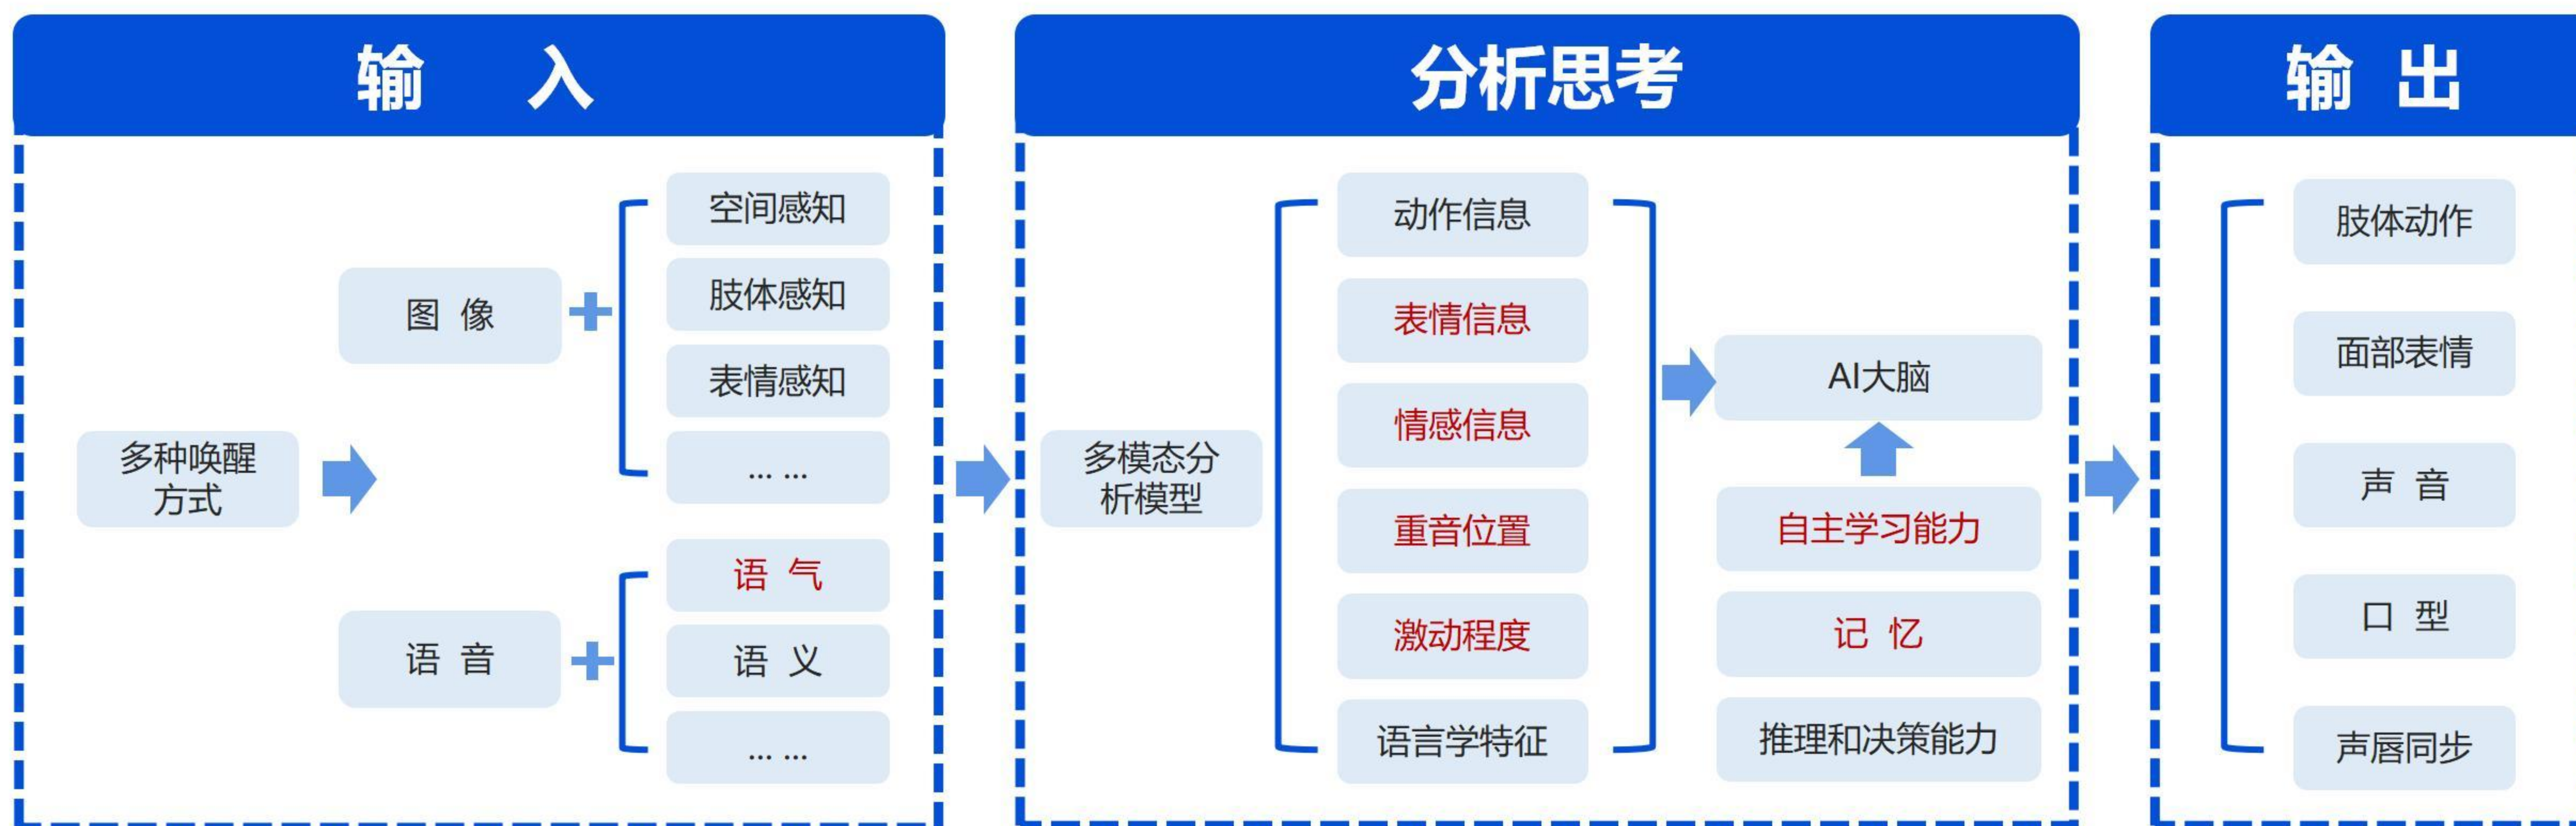 输 入
多种唤醒
方式
图 像
空间感知
肢体感知
表情感知
... ...
语 音
语 气
语 义
... ...
分析思考
多模态分
析模型
动作信息
表情信息
情感信息
重音位置
激动程度
语言学特征
AI大脑
自主学习能力
记 忆
推理和决策能力
输 出
肢体动作
面部表情
声 音
口 型
声唇同步